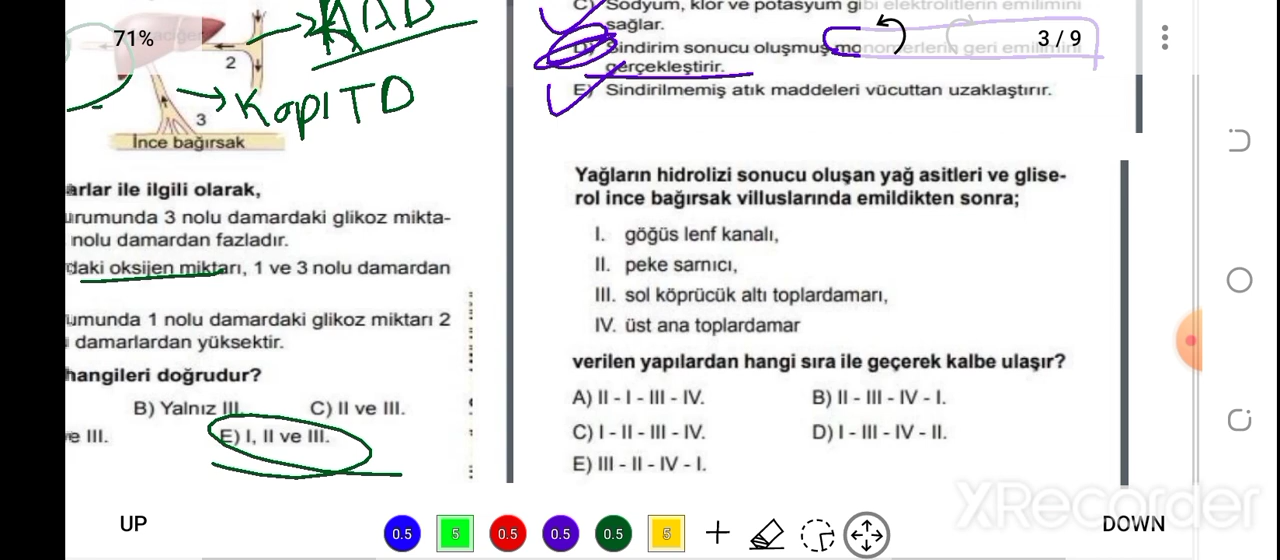 71%
AAD
2
KapıTD
3
İnce bağırsak
arlar ile ilgili olarak,
urumunda 3 nolu damardaki glikoz mikta-
nolu damardan fazladır.
daki oksijen miktarı, 1 ve 3 nolu damardan
umunda 1 nolu damardaki glikoz miktarı 2
damarlardan yüksektir.
hangileri doğrudur?
B) Yalnız III. C) II ve III.
e III. E) I, II ve III.
C) Sodyum, klor ve potasyum gibi elektrolitlerin emilimini
sağlar.
3 / 9
D) Sindirim sonucu oluşmuş monomerlerin geri emilimini
gerçekleştirir.
E) Sindirilmemiş atık maddeleri vücuttan uzaklaştırır.
Yağların hidrolizi sonucu oluşan yağ asitleri ve glise-
rol ince bağırsak villuslarında emildikten sonra;
I. göğüs lenf kanalı,
II. peke sarnıcı,
III. sol köprücük altı toplardamarı,
IV. üst ana toplardamar
verilen yapılardan hangi sıra ile geçerek kalbe ulaşır?
A) II - I - III - IV. B) II - III - IV - I.
C) I - II - III - IV. D) I - III - IV - II.
E) III - II - IV - I.
XRecorder
UP 0.5 5 0.5 0.5 0.5 5 DOWN